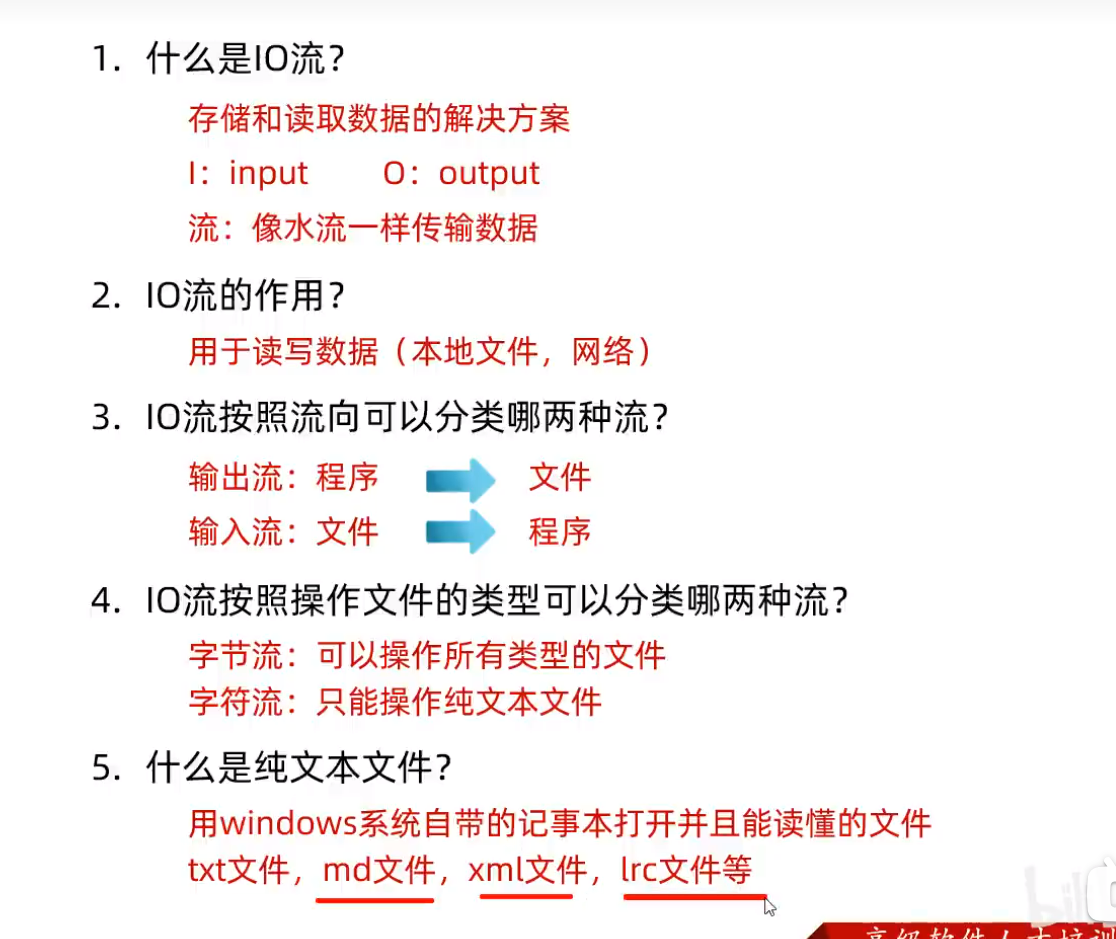 1. 什么是IO流?
存储和读取数据的解决方案
I: input O: output
流：像水流一样传输数据
2. IO流的作用?
用于读写数据（本地文件，网络）
3. IO流按照流向可以分类哪两种流?
输出流：程序 文件
输入流：文件 程序
4. IO流按照操作文件的类型可以分类哪两种流?
字节流：可以操作所有类型的文件
字符流：只能操作纯文本文件
5. 什么是纯文本文件?
用windows系统自带的记事本打开并且能读懂的文件
txt文件，md文件，xml文件，lrc文件等
高级软件人才培训